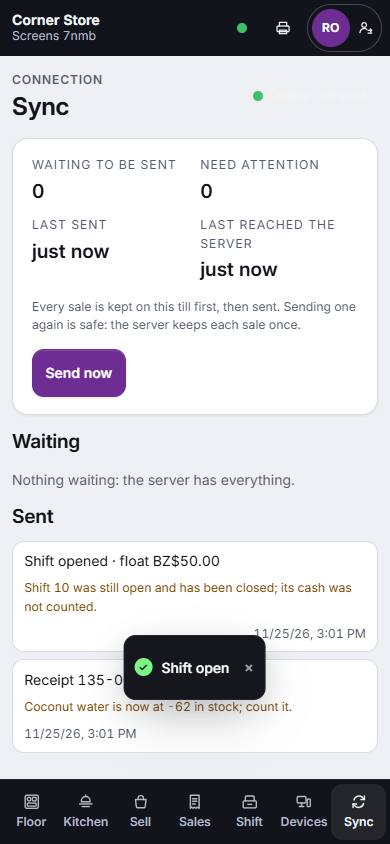 Corner Store
Screens 7nmb
RO
CONNECTION
Sync
WAITING TO BE SENT
0
NEED ATTENTION
0
LAST SENT
just now
LAST REACHED THE
SERVER
just now
Every sale is kept on this till first, then sent. Sending one
again is safe: the server keeps each sale once.
Send now
Waiting
Nothing waiting: the server has everything.
Sent
Shift opened · float BZ$50.00
Shift 10 was still open and has been closed; its cash was
not counted.
11/25/26, 3:01 PM
Receipt 135-0
Shift open ×
Coconut water is now at -62 in stock; count it.
11/25/26, 3:01 PM
Floor
Kitchen
Sell
Sales
Shift
Devices
Sync